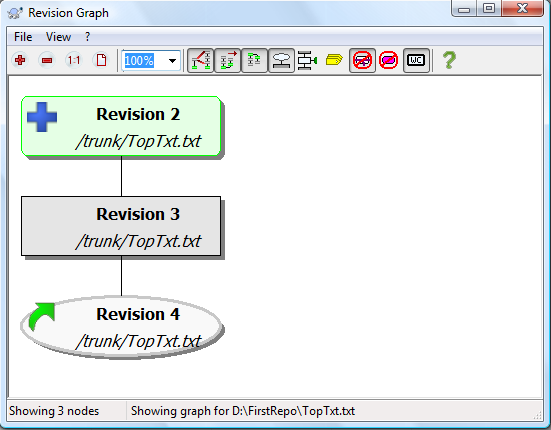 Revision Graph
File View ?
1:1 100% WC ?
Revision 2
/trunk/TopTxt.txt
Revision 3
/trunk/TopTxt.txt
Revision 4
/trunk/TopTxt.txt
Showing 3 nodes Showing graph for D:\FirstRepo\TopTxt.txt